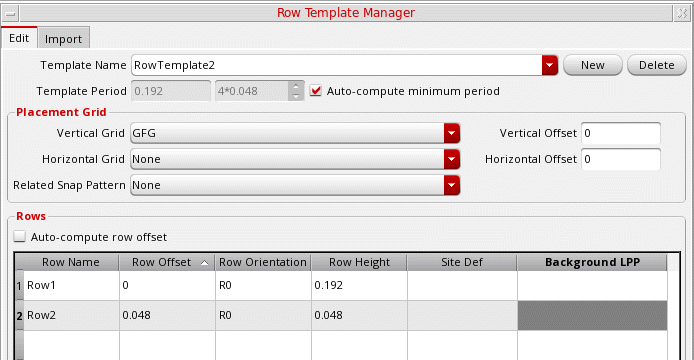 Row Template Manager
Edit Import
Template Name RowTemplate2 New Delete
Template Period 0.192 4*0.048 Auto-compute minimum period
Placement Grid
Vertical Grid GFG Vertical Offset 0
Horizontal Grid None Horizontal Offset 0
Related Snap Pattern None
Rows
Auto-compute row offset
Row Name Row Offset Row Orientation Row Height Site Def Background LPP
1 Row1 0 R0 0.192
2 Row2 0.048 R0 0.048